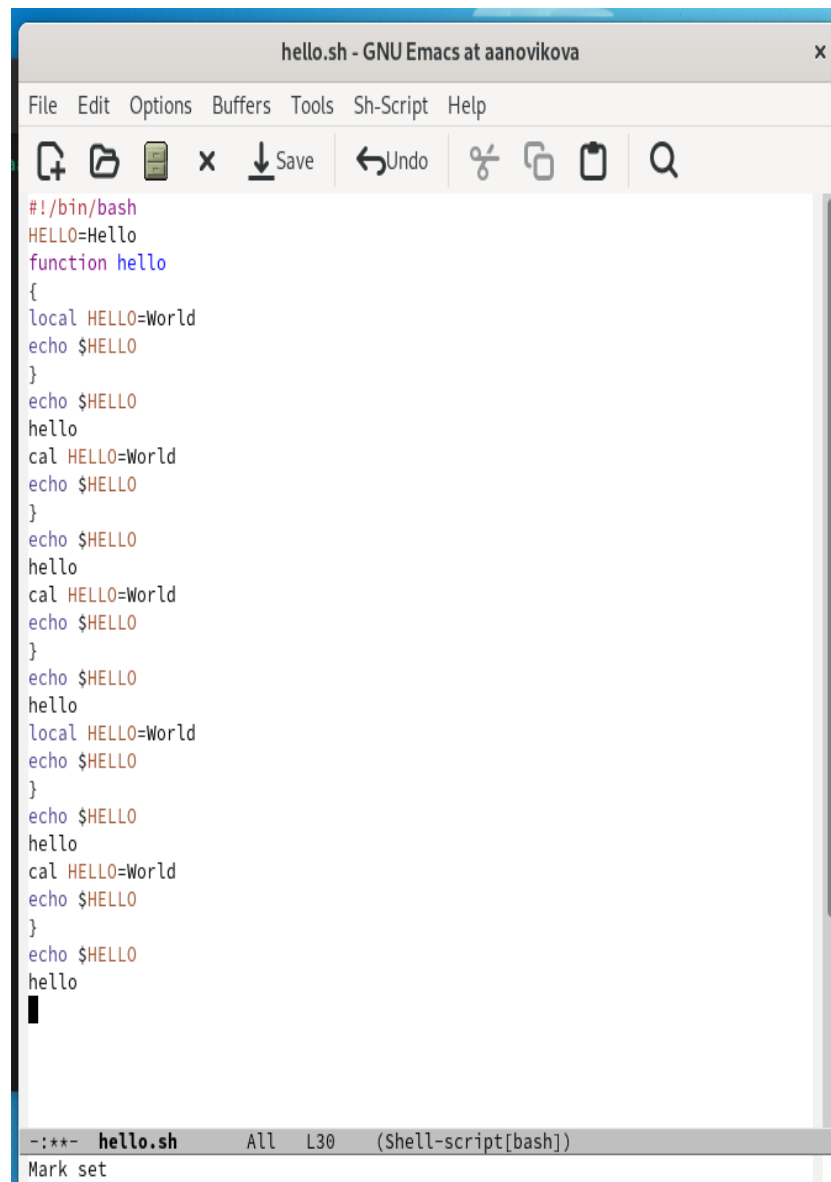 hello.sh - GNU Emacs at aanovikova
File Edit Options Buffers Tools Sh-Script Help
Save Undo
#!/bin/bash
HELLO=Hello
function hello
{
local HELLO=World
echo $HELLO
}
echo $HELLO
hello
cal HELLO=World
echo $HELLO
}
echo $HELLO
hello
cal HELLO=World
echo $HELLO
}
echo $HELLO
hello
local HELLO=World
echo $HELLO
}
echo $HELLO
hello
cal HELLO=World
echo $HELLO
}
echo $HELLO
hello
-:**- hello.sh All L30 (Shell-script[bash])
Mark set